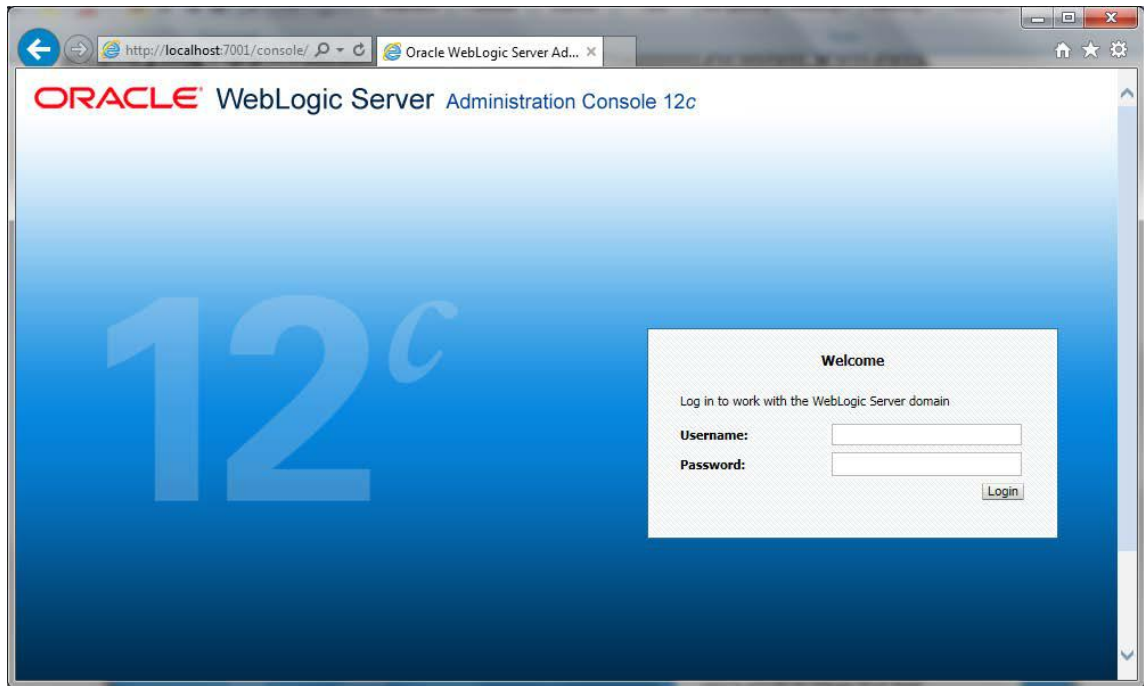 http://localhost:7001/console/
Oracle WebLogic Server Ad...
ORACLE WebLogic Server Administration Console 12c
12c
Welcome
Log in to work with the WebLogic Server domain
Username:
Password:
Login